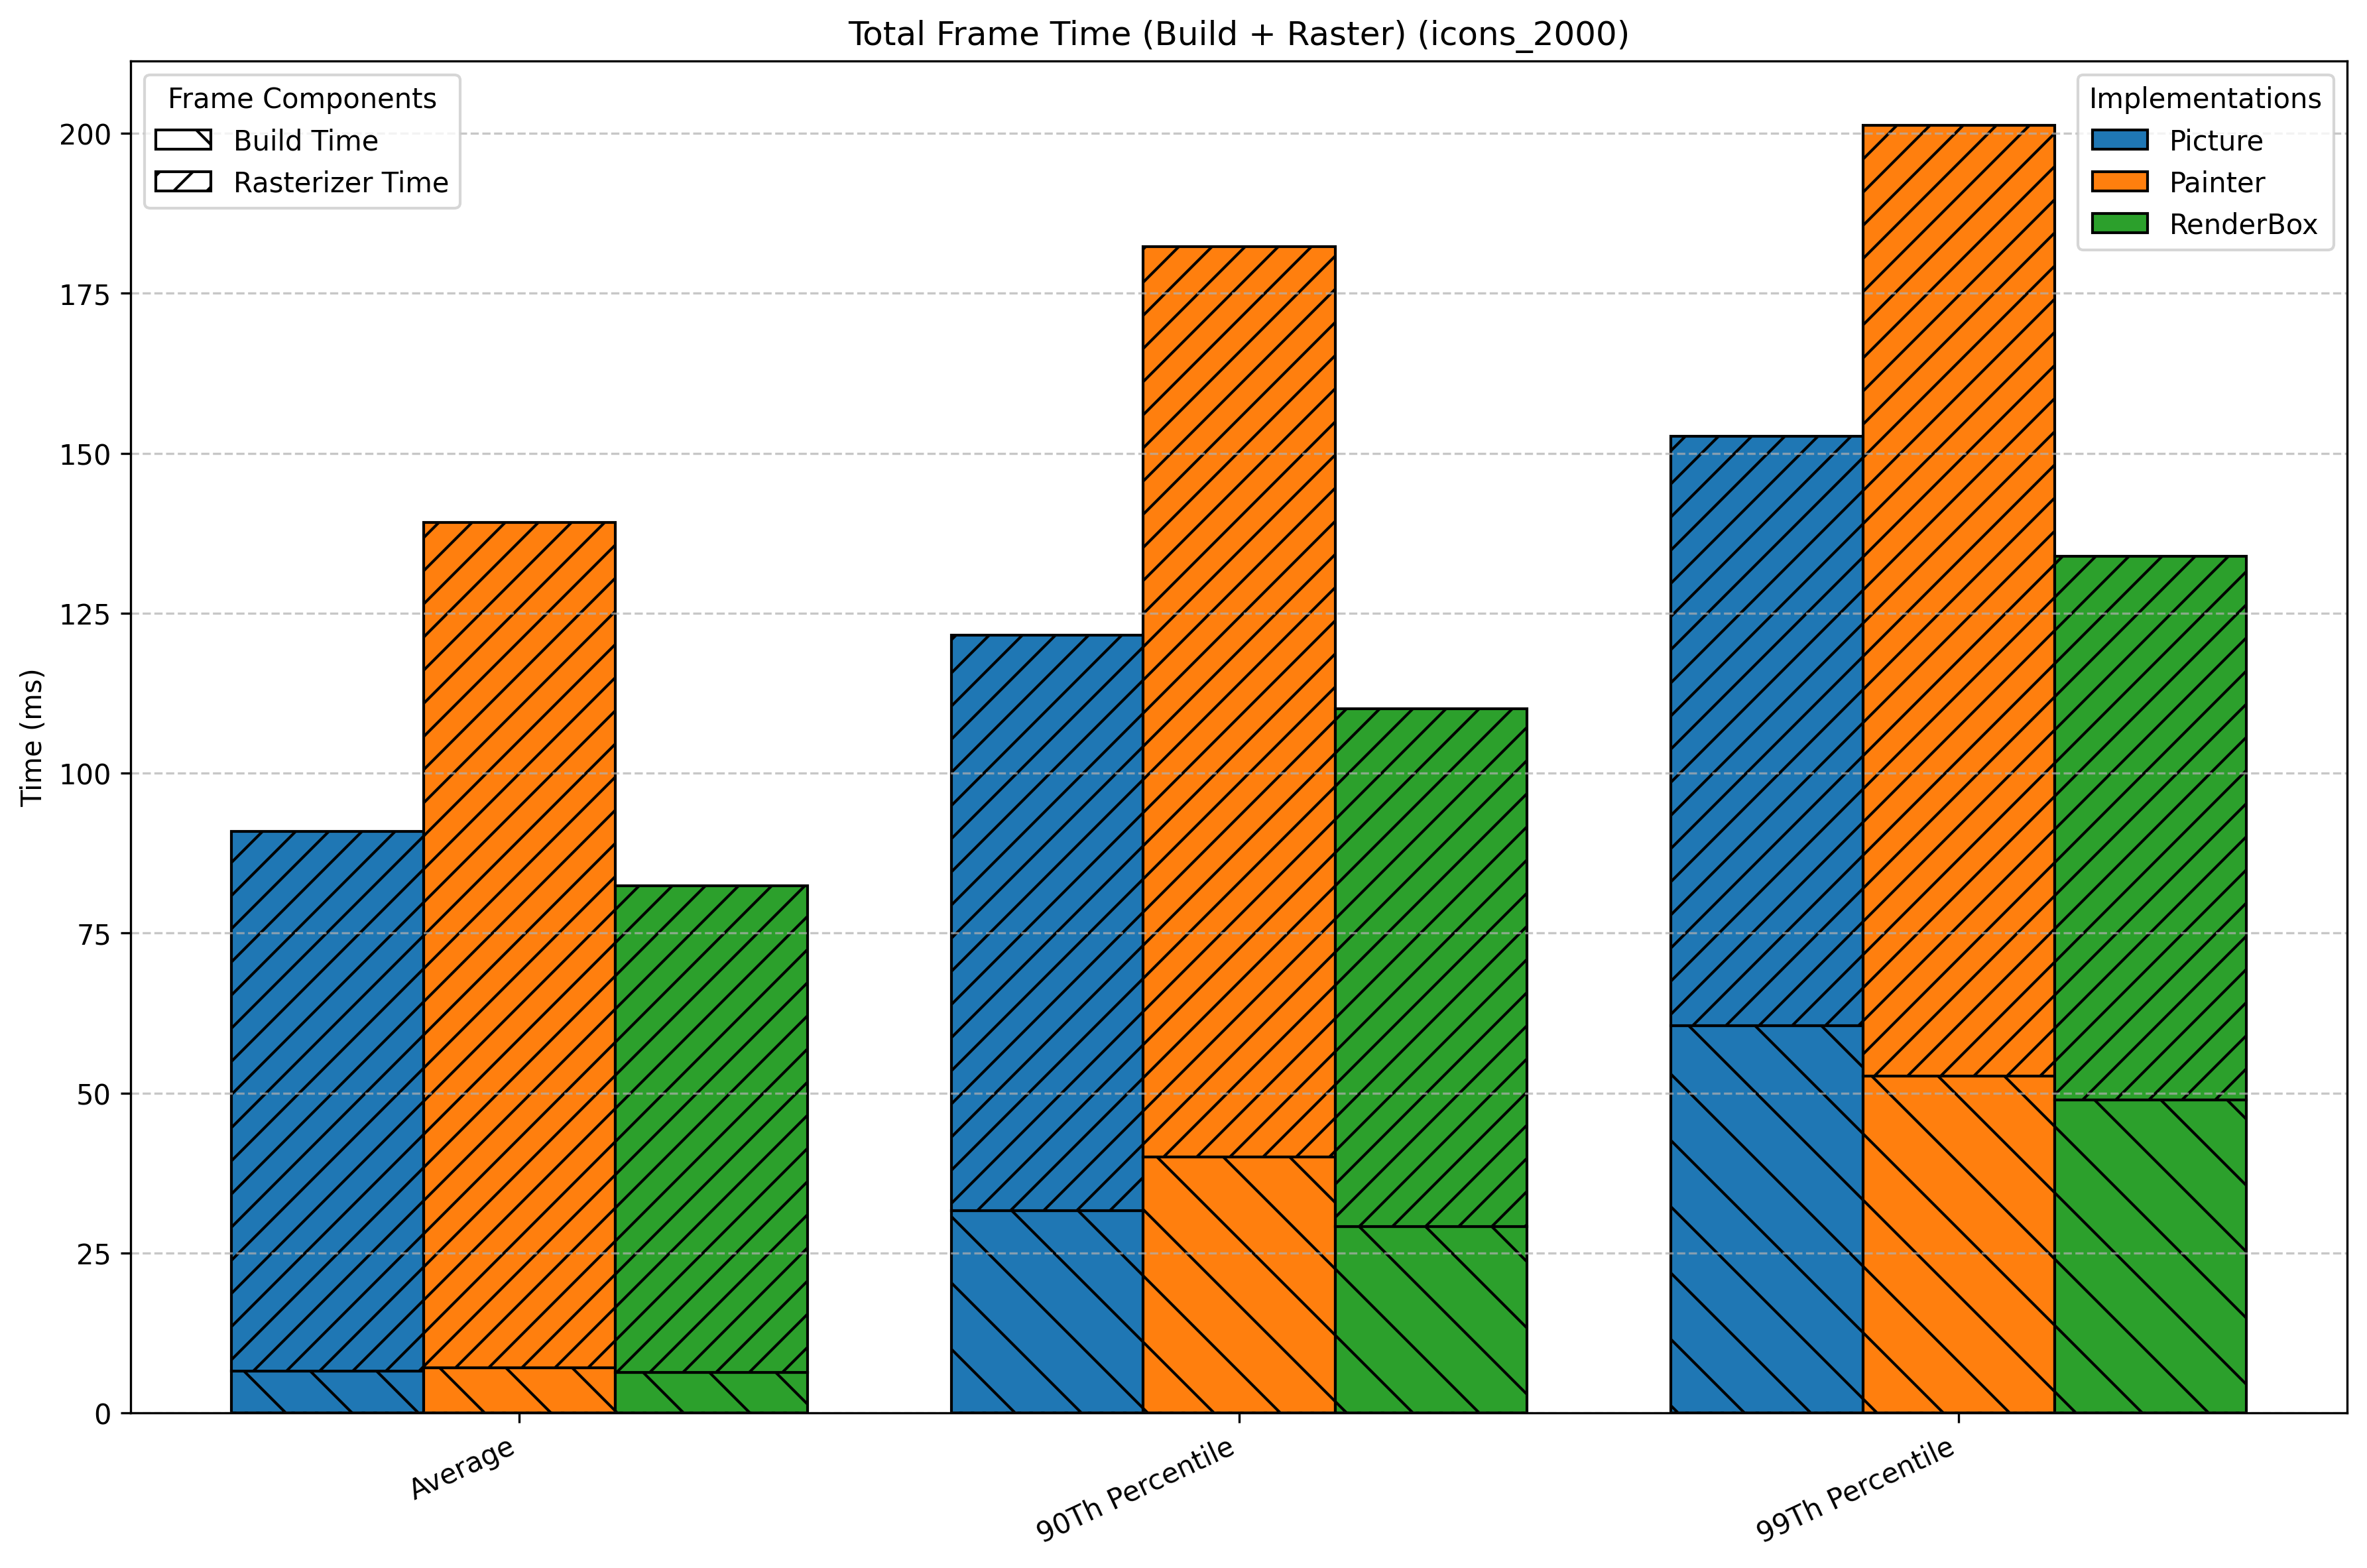 Total Frame Time (Build + Raster) (icons_2000)
Frame Components
Build Time
Rasterizer Time
Implementations
Picture
Painter
RenderBox
Time (ms)
200
175
150
125
100
75
50
25
0
Average
90Th Percentile
99Th Percentile